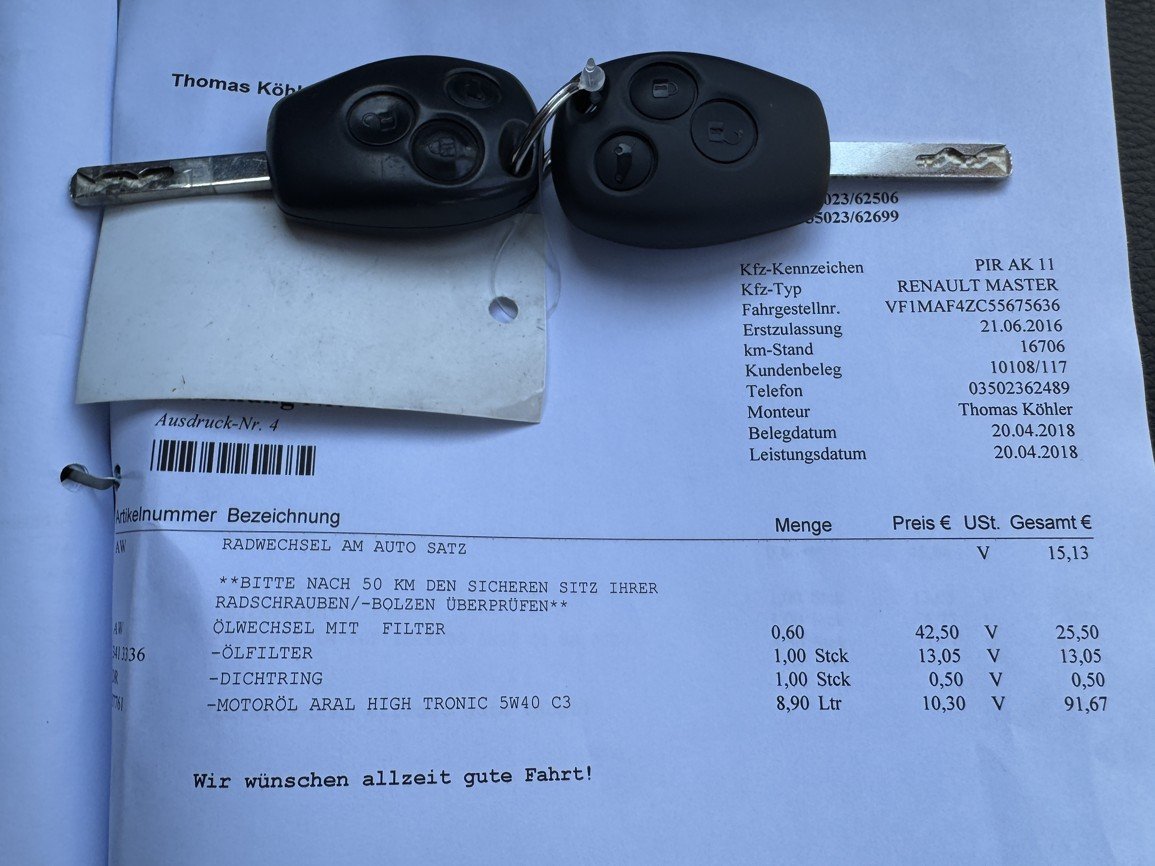 Thomas Köhl
023/62506
5023/62699
Kfz-Kennzeichen PIR AK 11
Kfz-Typ RENAULT MASTER
Fahrgestellnr. VF1MAF4ZC55675636
Erstzulassung 21.06.2016
km-Stand 16706
Kundenbeleg 10108/117
Telefon 03502362489
Monteur Thomas Köhler
Belegdatum 20.04.2018
Leistungsdatum 20.04.2018
Ausdruck-Nr. 4
Artikelnummer Bezeichnung Menge Preis € USt. Gesamt €
AW RADWECHSEL AM AUTO SATZ V 15,13
**BITTE NACH 50 KM DEN SICHEREN SITZ IHRER
RADSCHRAUBEN/-BOLZEN ÜBERPRÜFEN**
AW ÖLWECHSEL MIT FILTER 0,60 42,50 V 25,50
-ÖLFILTER 1,00 Stck 13,05 V 13,05
-DICHTRING 1,00 Stck 0,50 V 0,50
-MOTORÖL ARAL HIGH TRONIC 5W40 C3 8,90 Ltr 10,30 V 91,67
Wir wünschen allzeit gute Fahrt!